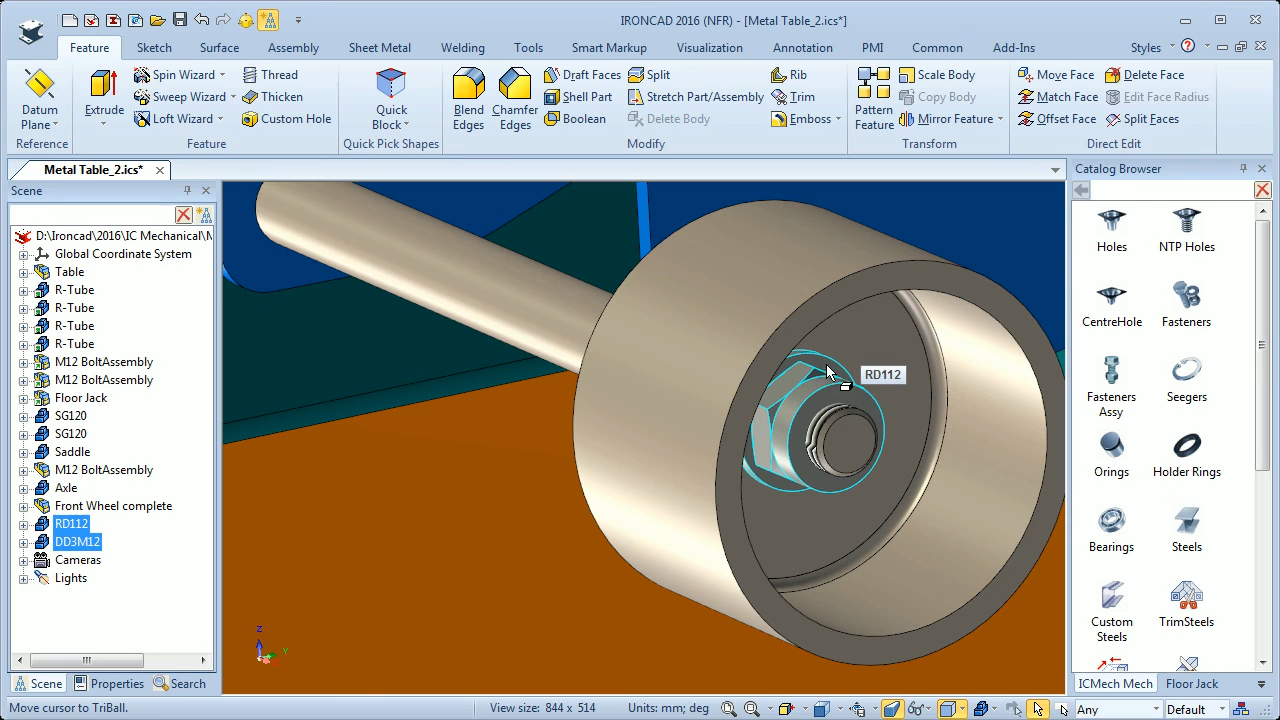 IRONCAD 2016 (NFR) - [Metal Table_2.ics*]
Feature Sketch Surface Assembly Sheet Metal Welding Tools Smart Markup Visualization Annotation PMI Common Add-Ins Styles
Datum Plane
Reference
Extrude
Spin Wizard
Sweep Wizard
Loft Wizard
Thread
Thicken
Custom Hole
Feature
Quick Block
Quick Pick Shapes
Blend Edges
Chamfer Edges
Draft Faces
Shell Part
Boolean
Split
Stretch Part/Assembly
Delete Body
Rib
Trim
Emboss
Modify
Pattern Feature
Scale Body
Copy Body
Mirror Feature
Transform
Move Face
Match Face
Offset Face
Delete Face
Edit Face Radius
Split Faces
Direct Edit
Metal Table_2.ics*
Scene
D:\Ironcad\2016\IC Mechanical\M
Global Coordinate System
Table
R-Tube
R-Tube
R-Tube
R-Tube
M12 BoltAssembly
M12 BoltAssembly
Floor Jack
SG120
SG120
Saddle
M12 BoltAssembly
Axle
Front Wheel complete
RD112
DD3M12
Cameras
Lights
Scene Properties Search
RD112
Z
Y
Catalog Browser
Holes
NTP Holes
CentreHole
Fasteners
Fasteners Assy
Seegers
Orings
Holder Rings
Bearings
Steels
Custom Steels
TrimSteels
ICMech Mech Floor Jack
Move cursor to TriBall.
View size: 844 x 514
Units: mm; deg
Any
Default